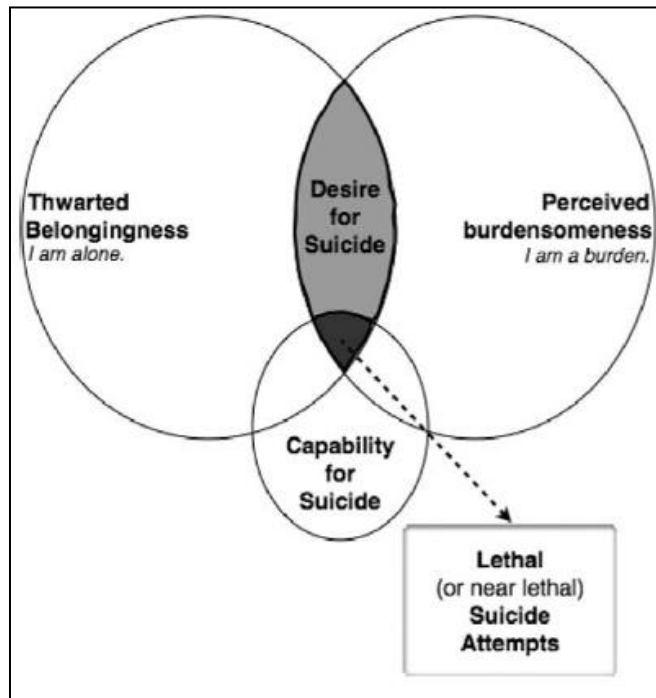 Thwarted
Belongingness
I am alone.
Desire
for
Suicide
Perceived
burdensomeness
I am a burden.
Capability
for
Suicide
Lethal
(or near lethal)
Suicide
Attempts